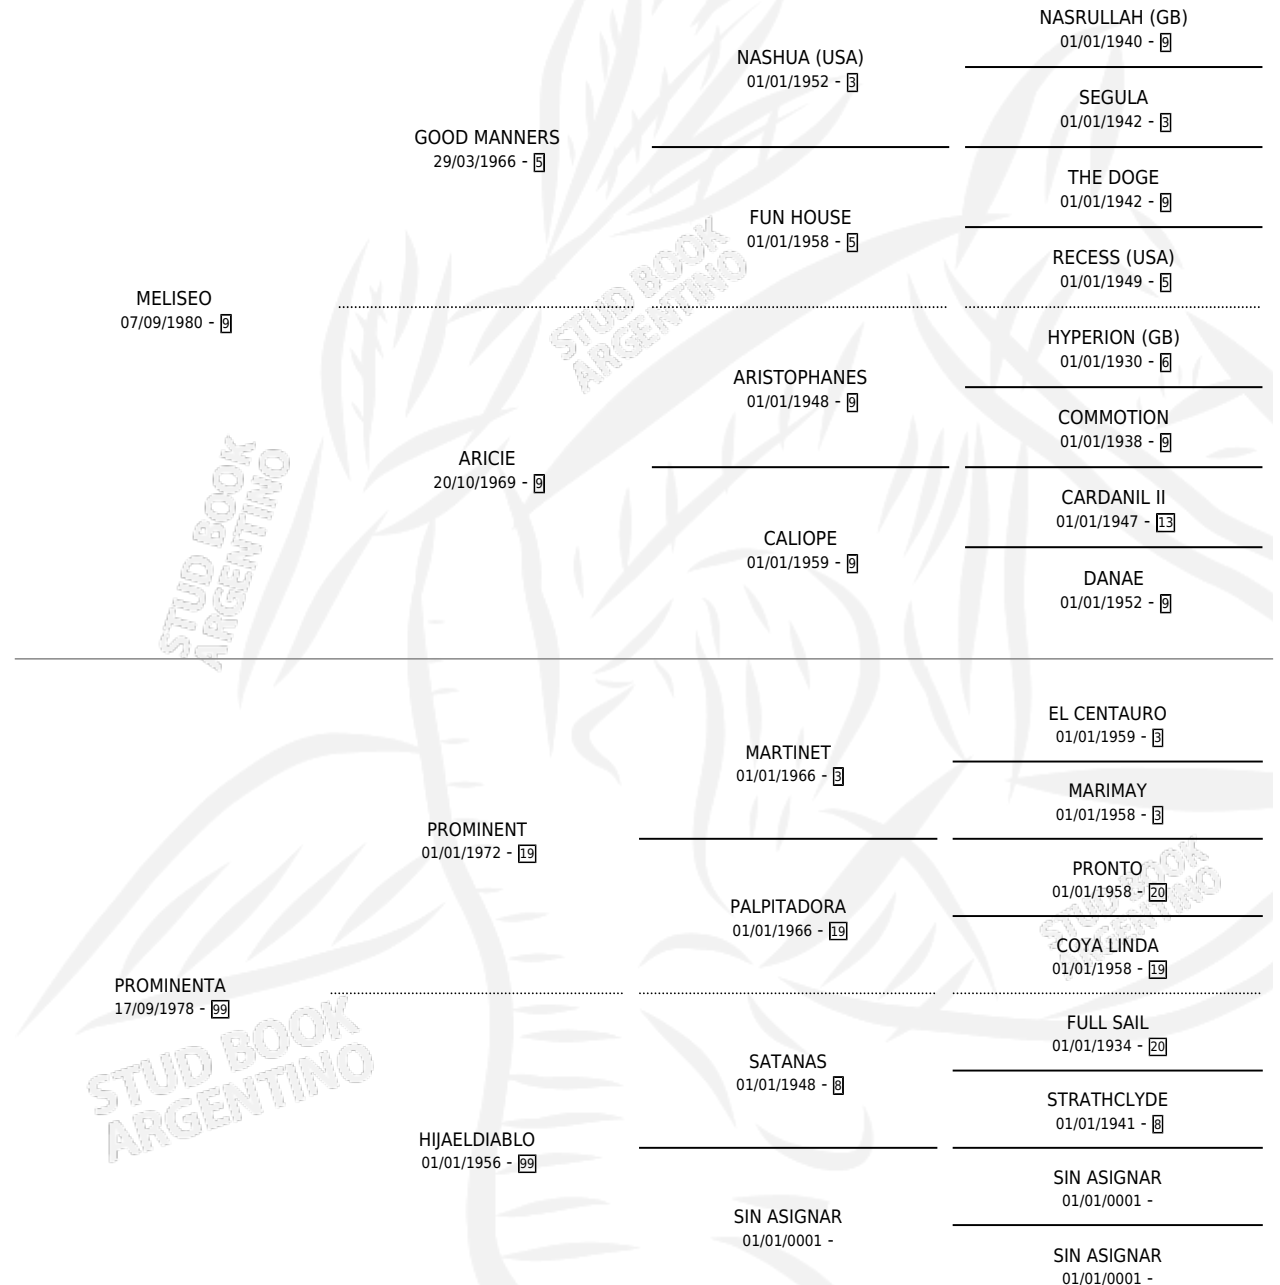 NASRULLAH (GB)
01/01/1940 - 9
NASHUA (USA)
01/01/1952 - 3
SEGULA
01/01/1942 - 3
GOOD MANNERS
29/03/1966 - 5
THE DOGE
01/01/1942 - 9
FUN HOUSE
01/01/1958 - 5
RECESS (USA)
01/01/1949 - 5
MELISEO
07/09/1980 - 9
HYPERION (GB)
01/01/1930 - 6
ARISTOPHANES
01/01/1948 - 9
COMMOTION
01/01/1938 - 9
ARICIE
20/10/1969 - 9
CARDANIL II
01/01/1947 - 13
CALIOPE
01/01/1959 - 9
DANAE
01/01/1952 - 9
EL CENTAURO
01/01/1959 - 3
MARTINET
01/01/1966 - 3
MARIMAY
01/01/1958 - 3
PROMINENT
01/01/1972 - 19
PRONTO
01/01/1958 - 20
PALPITADORA
01/01/1966 - 19
COYA LINDA
01/01/1958 - 19
PROMINENTA
17/09/1978 - 99
FULL SAIL
01/01/1934 - 20
SATANAS
01/01/1948 - 8
STRATHCLYDE
01/01/1941 - 8
HIJAELDIABLO
01/01/1956 - 99
SIN ASIGNAR
01/01/0001 -
SIN ASIGNAR
01/01/0001 -
SIN ASIGNAR
01/01/0001 -
STUD BOOK
ARGENTINO
STUD BOOK
ARGENTINO
STUD BOOK
ARGENTINO
STUD BOOK
ARGENTINO